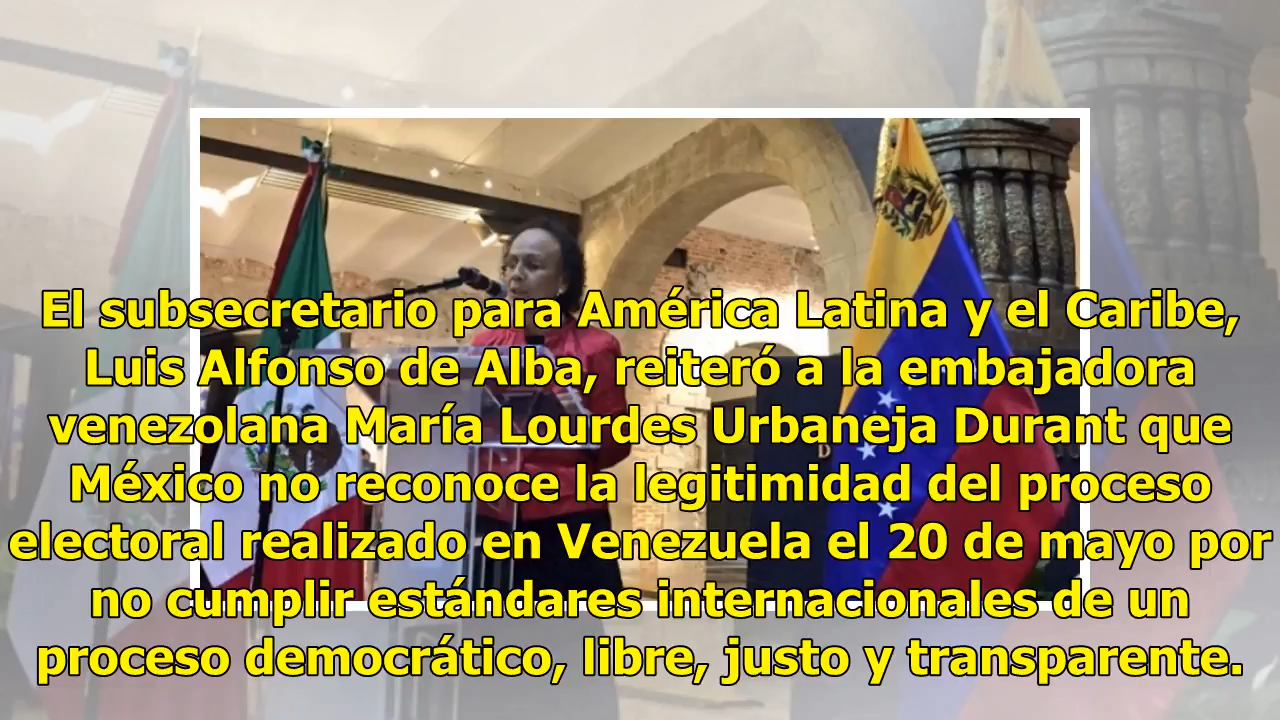 El subsecretario para América Latina y el Caribe,
Luis Alfonso de Alba, reiteró a la embajadora
venezolana María Lourdes Urbaneja Durant que
México no reconoce la legitimidad del proceso
electoral realizado en Venezuela el 20 de mayo por
no cumplir estándares internacionales de un
proceso democrático, libre, justo y transparente.